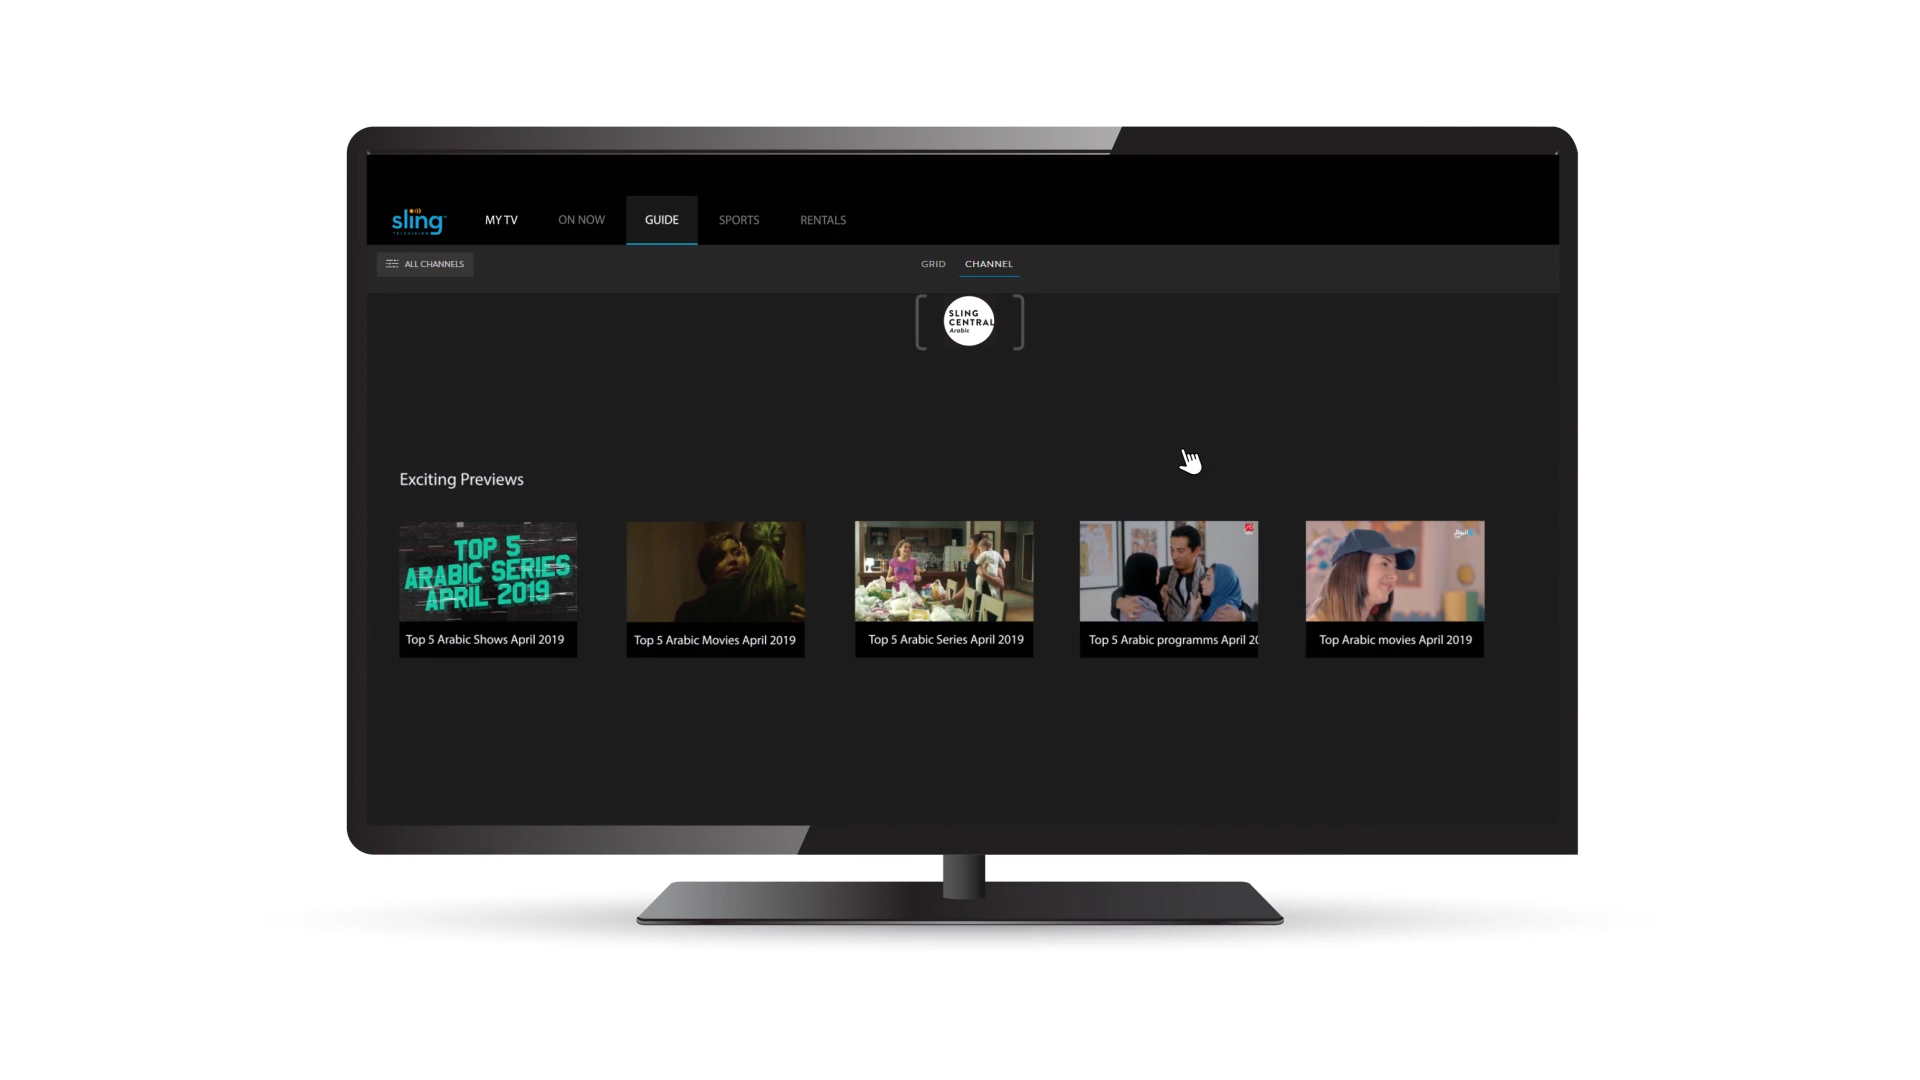 sling
TELEVISION
MY TV
ON NOW
GUIDE
SPORTS
RENTALS
ALL CHANNELS
GRID
CHANNEL
SLING
CENTRAL
Arabic
Exciting Previews
TOP 5
ARABIC SERIES
APRIL 2019
Top 5 Arabic Shows April 2019
Top 5 Arabic Movies April 2019
Top 5 Arabic Series April 2019
Top 5 Arabic programms April 20
Top Arabic movies April 2019